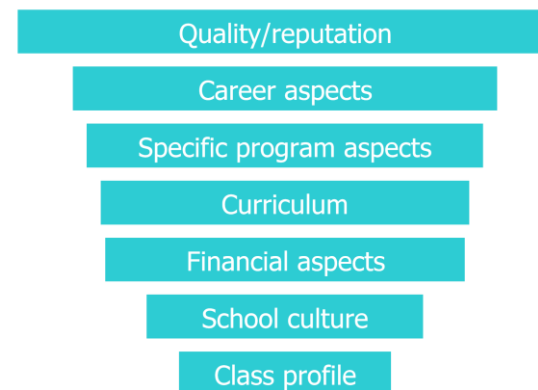 Quality/reputation
Career aspects
Specific program aspects
Curriculum
Financial aspects
School culture
Class profile